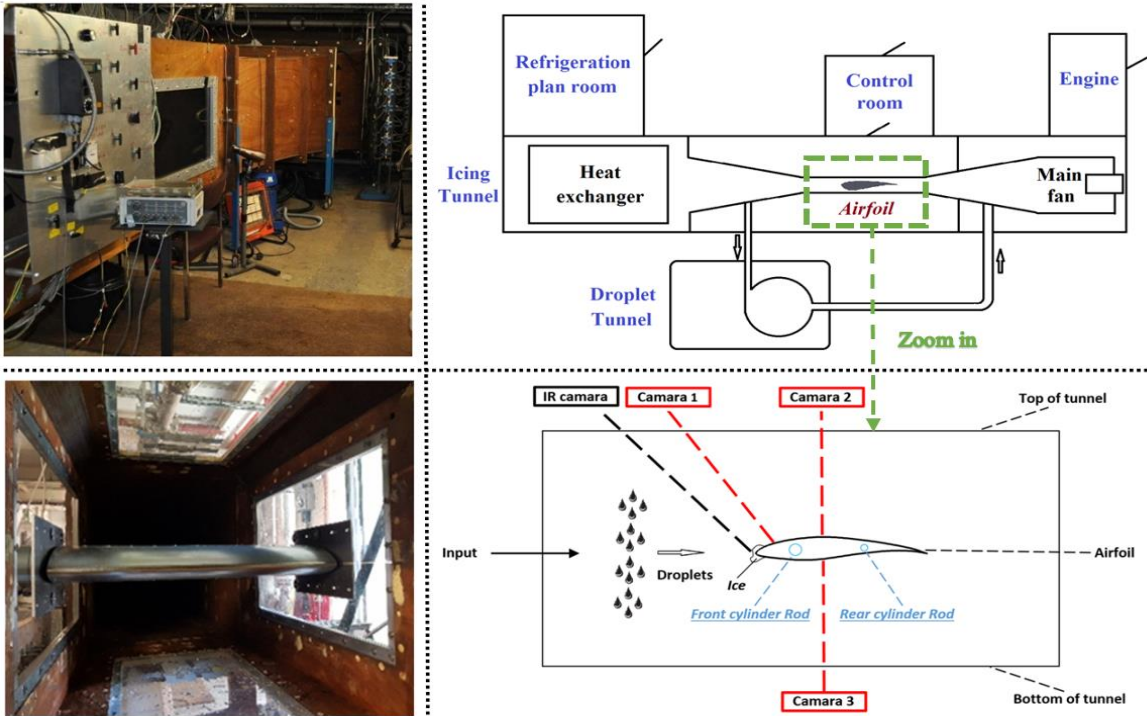 Refrigeration
plan room
Control
room
Engine
Icing
Tunnel
Heat
exchanger
Airfoil
Main
fan
Droplet
Tunnel
Zoom in
IR camara
Camara 1
Camara 2
Top of tunnel
Input
Droplets
Ice
Airfoil
Front cylinder Rod
Rear cylinder Rod
Camara 3
Bottom of tunnel